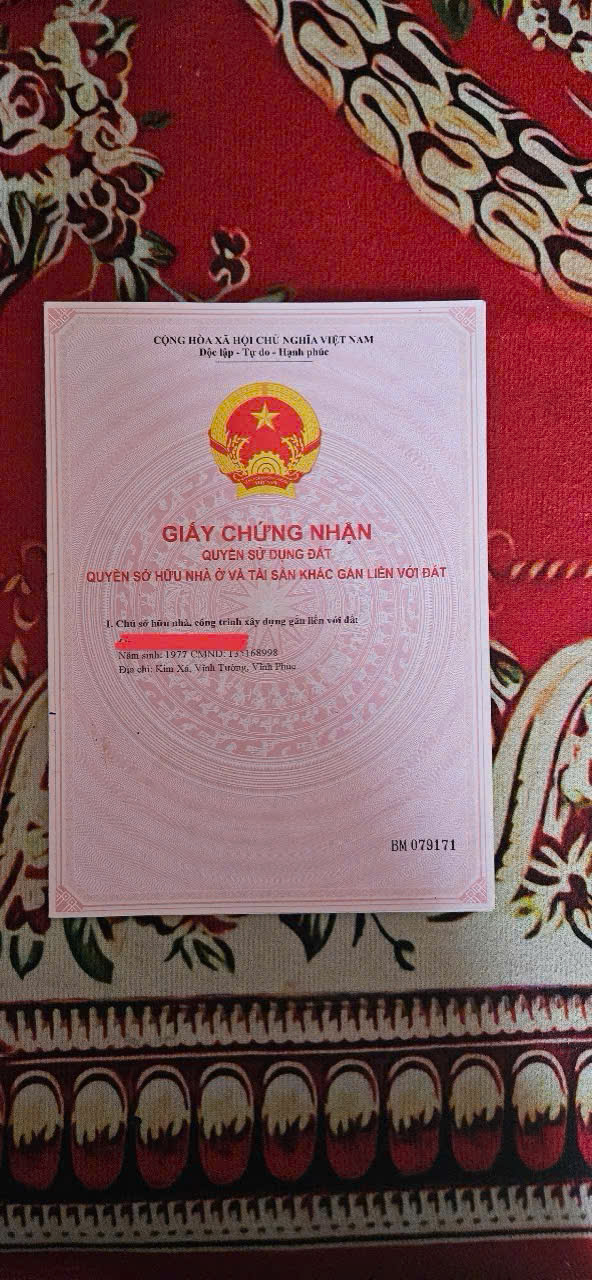 CỘNG HÒA XÃ HỘI CHỦ NGHĨA VIỆT NAM
Độc lập - Tự do - Hạnh phúc
GIẤY CHỨNG NHẬN
QUYỀN SỬ DỤNG ĐẤT
QUYỀN SỞ HỮU NHÀ Ở VÀ TÀI SẢN KHÁC GẮN LIỀN VỚI ĐẤT
I. Chủ sở hữu nhà, công trình xây dựng gắn liền với đất
Năm sinh: 1977 CMND:
Địa chỉ: Kim Xá, Vĩnh Tường, Vĩnh Phúc
BM 079171